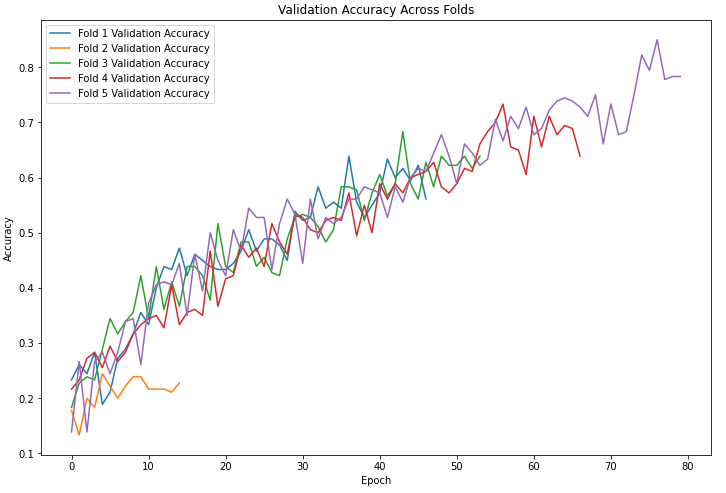 Validation Accuracy Across Folds
Fold 1 Validation Accuracy
Fold 2 Validation Accuracy
Fold 3 Validation Accuracy
Fold 4 Validation Accuracy
Fold 5 Validation Accuracy
Accuracy
0.8
0.7
0.6
0.5
0.4
0.3
0.2
0.1
0 10 20 30 40 50 60 70 80
Epoch